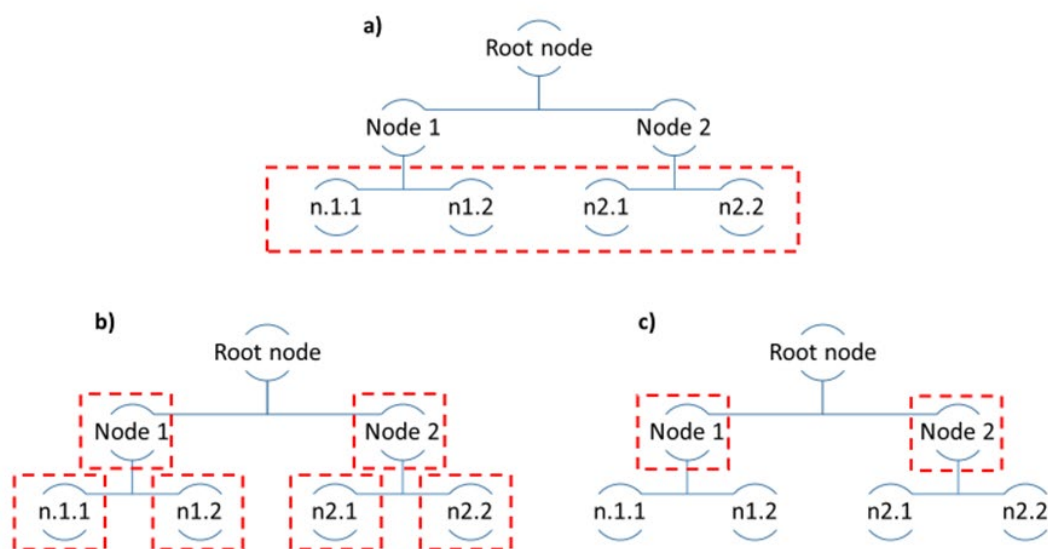 a)
Root node
Node 1 Node 2
n.1.1 n1.2 n2.1 n2.2
b)
Root node
Node 1 Node 2
n.1.1 n1.2 n2.1 n2.2
c)
Root node
Node 1 Node 2
n.1.1 n1.2 n2.1 n2.2